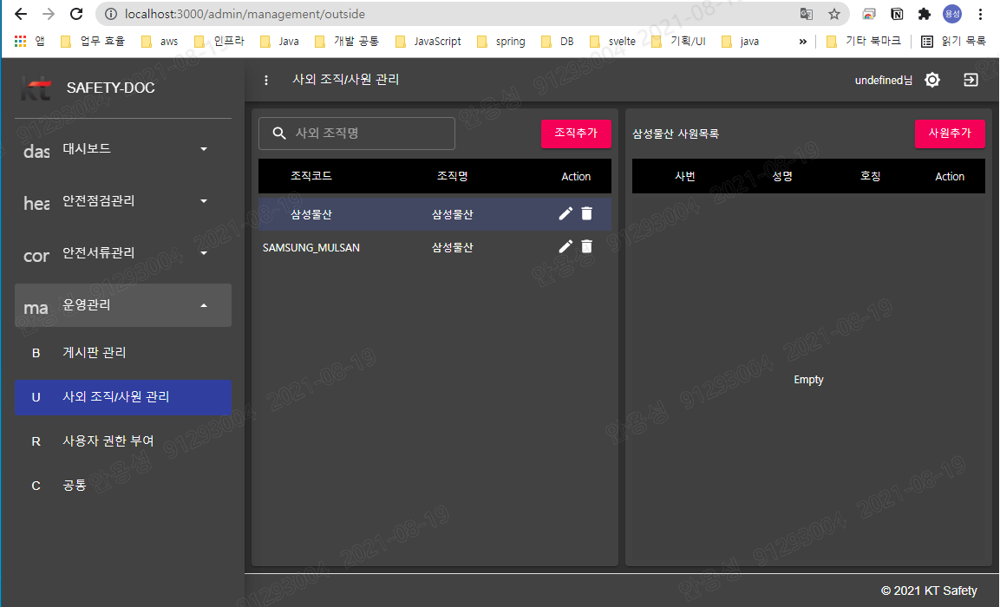 localhost:3000/admin/management/outside
용성
앱 업무 효율 aws 인프라 Java 개발 공통 JavaScript spring DB svelte 기획/UI java » 기타 북마크 읽기 목록
kt SAFETY-DOC
사외 조직/사원 관리
undefined님
das 대시보드
hea 안전점검관리
cor 안전서류관리
ma 운영관리
B 게시판 관리
U 사외 조직/사원 관리
R 사용자 권한 부여
C 공통
사외 조직명 조직추가
조직코드 조직명 Action
삼성물산 삼성물산
SAMSUNG_MULSAN 삼성물산
삼성물산 사원목록 사원추가
사번 성명 호칭 Action
Empty
© 2021 KT Safety
안용성 91293004 2021-08-19